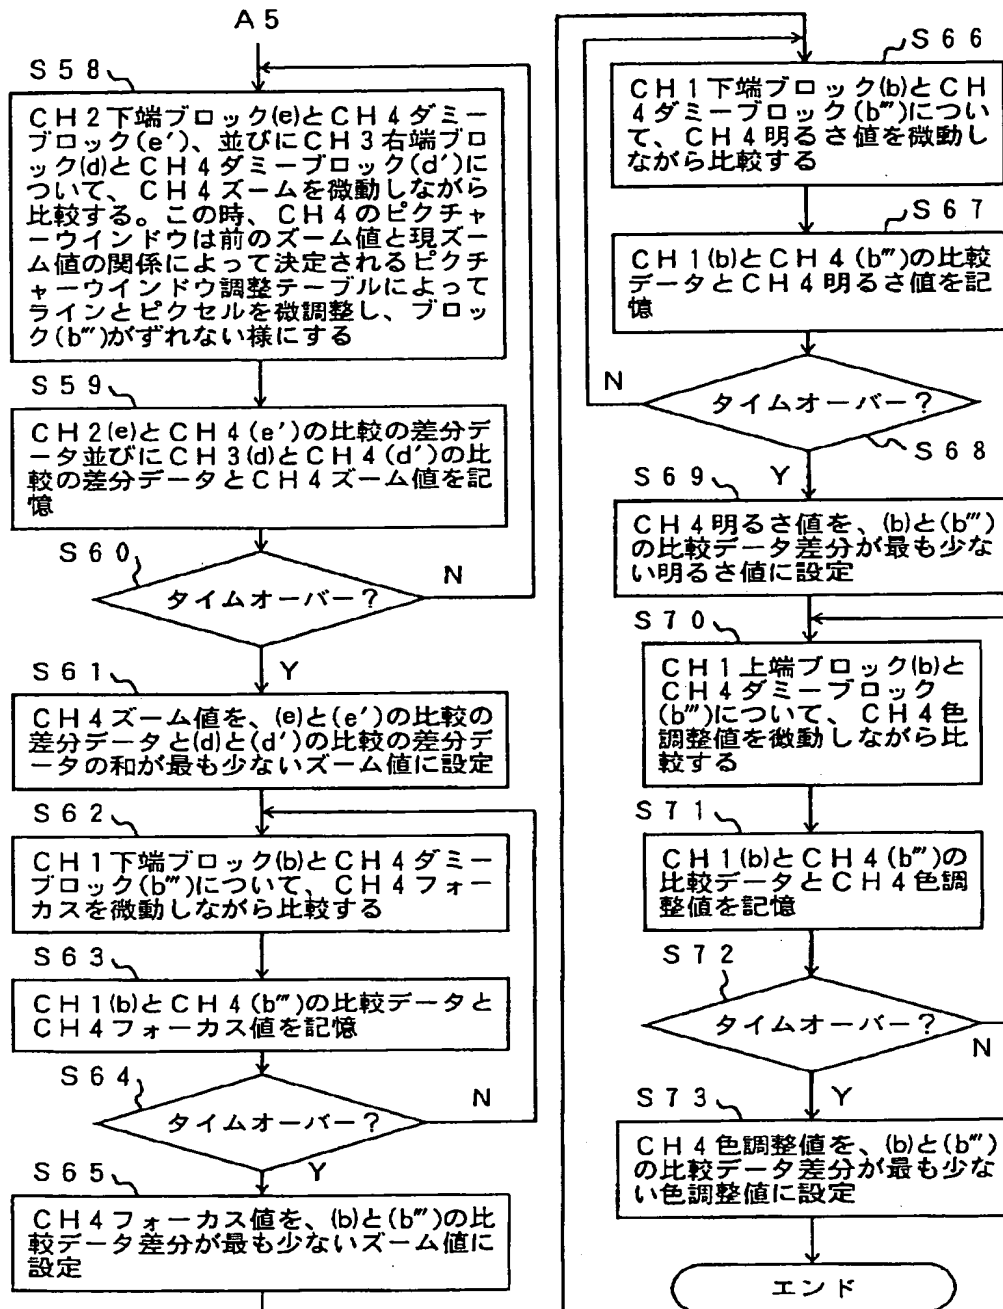 A5
S58
CH2下端ブロック(e)とCH4ダミー
ブロック(e′)、並びにCH3右端ブロ
ック(d)とCH4ダミーブロック(d′)に
ついて、CH4ズームを微動しながら
比較する。この時、CH4のピクチャ
ーウインドウは前のズーム値と現ズー
ム値の関係によって決定されるピクチ
ャーウインドウ調整テーブルによって
ラインとピクセルを微調整し、ブロッ
ク(b‴)がずれない様にする
S59
CH2(e)とCH4(e′)の比較の差分デ
ータ並びにCH3(d)とCH4(d′)の比
較の差分データとCH4ズーム値を記
憶
S60
タイムオーバー?
N
Y
S61
CH4ズーム値を、(e)と(e′)の比較の
差分データと(d)と(d′)の比較の差分デ
ータの和が最も少ないズーム値に設定
S62
CH1下端ブロック(b)とCH4ダミー
ブロック(b‴)について、CH4フォー
カスを微動しながら比較する
S63
CH1(b)とCH4(b‴)の比較データと
CH4フォーカス値を記憶
S64
タイムオーバー?
N
Y
S65
CH4フォーカス値を、(b)と(b‴)の比
較データ差分が最も少ないズーム値に
設定
S66
CH1下端ブロック(b)とCH
4ダミーブロック(b‴)につい
て、CH4明るさ値を微動し
ながら比較する
S67
CH1(b)とCH4(b‴)の比較
データとCH4明るさ値を記
憶
N
タイムオーバー?
S68
Y
S69
CH4明るさ値を、(b)と(b‴)
の比較データ差分が最も少な
い明るさ値に設定
S70
CH1上端ブロック(b)と
CH4ダミーブロック
(b‴)について、CH4色
調整値を微動しながら比
較する
S71
CH1(b)とCH4(b‴)の
比較データとCH4色調
整値を記憶
S72
タイムオーバー?
N
Y
S73
CH4色調整値を、(b)と(b‴)
の比較データ差分が最も少な
い色調整値に設定
エンド